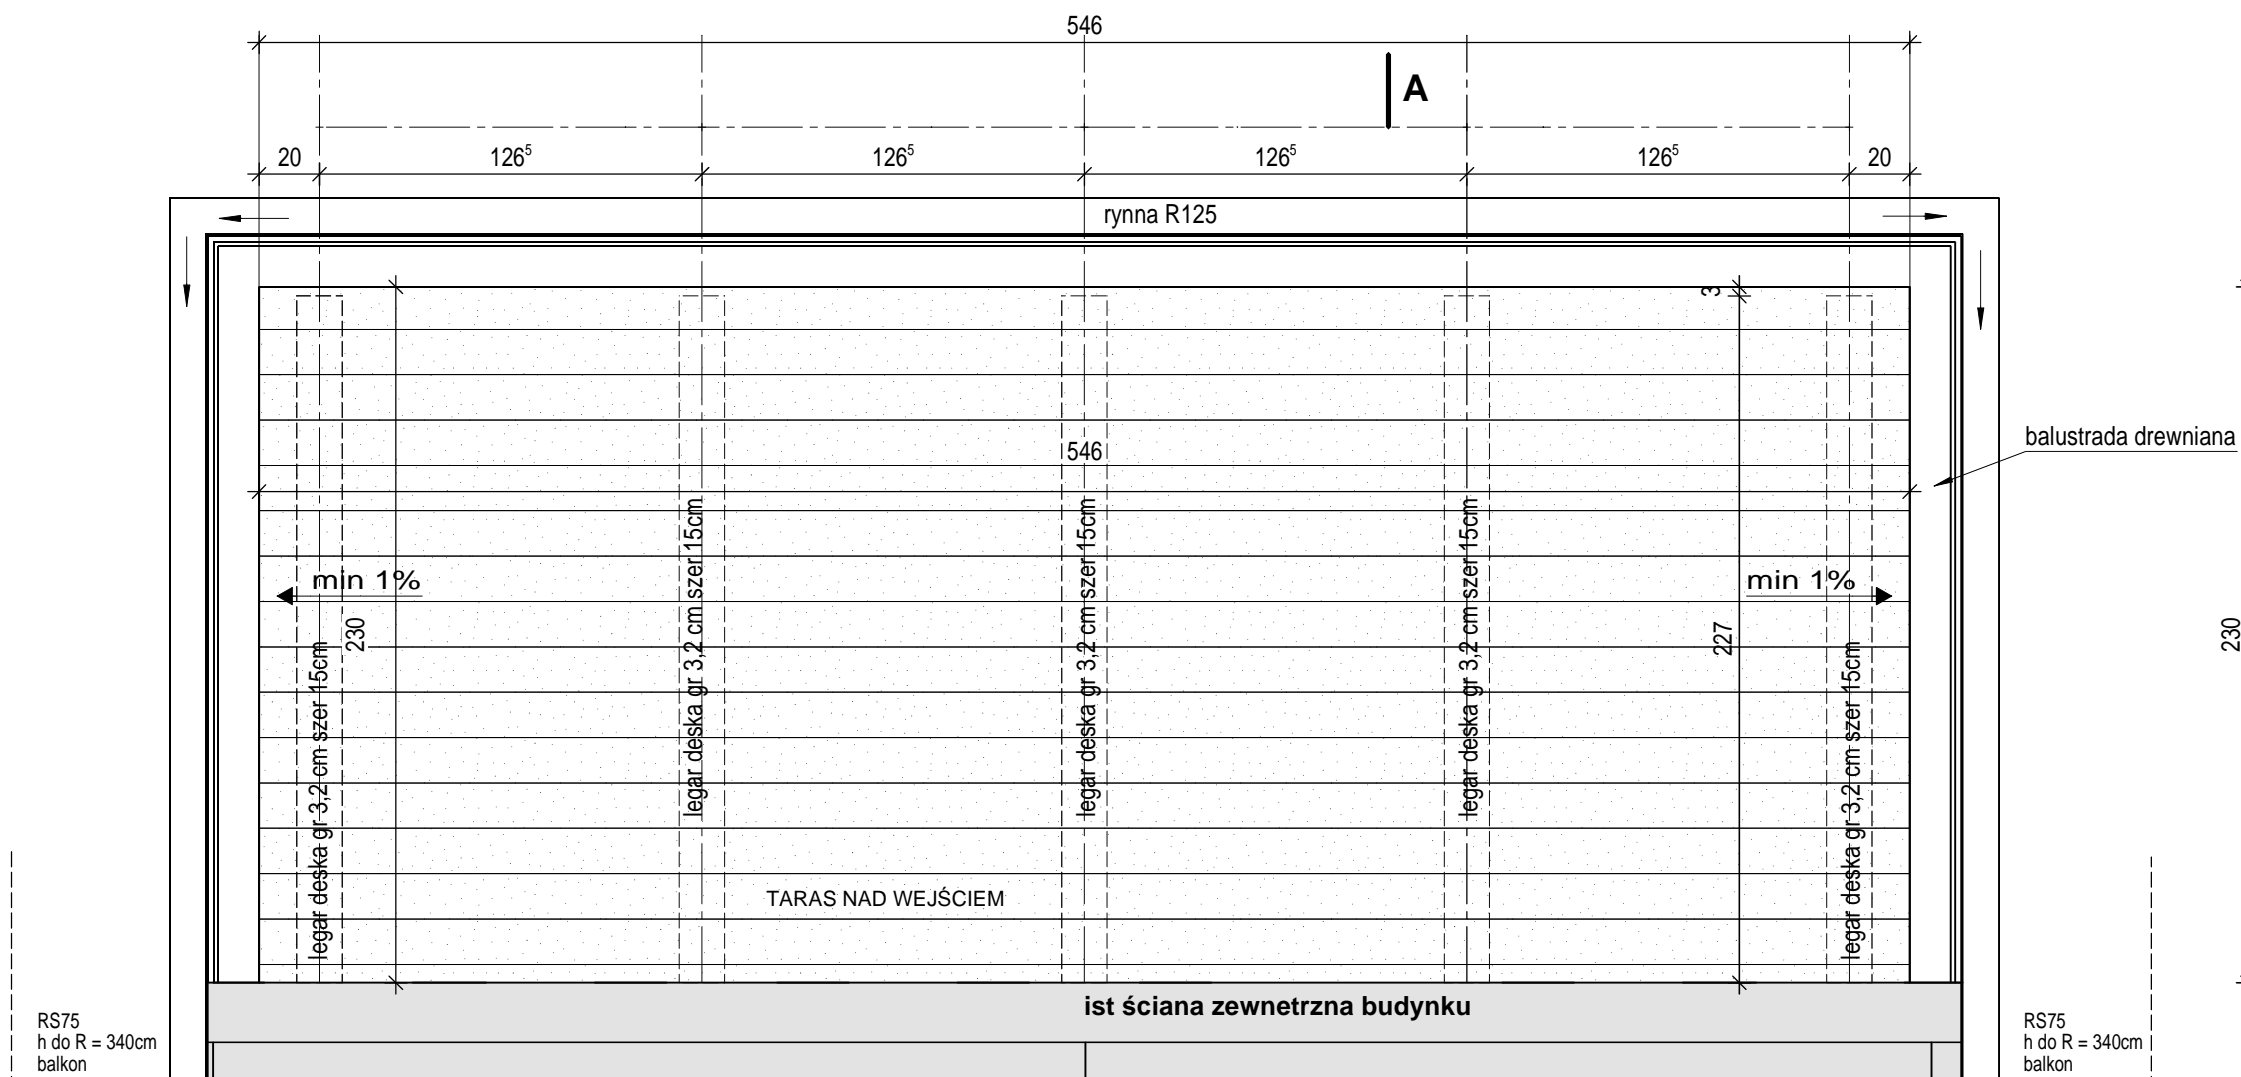 546
A
20
126⁵
126⁵
126⁵
126⁵
20
rynna R125
3
balustrada drewniana
546
min 1%
min 1%
230
227
230
legar deska gr 3,2 cm szer 15cm
legar deska gr 3,2 cm szer 15cm
legar deska gr 3,2 cm szer 15cm
legar deska gr 3,2 cm szer 15cm
legar deska gr 3,2 cm szer 15cm
TARAS NAD WEJŚCIEM
ist ściana zewnetrzna budynku
RS75
h do R = 340cm
balkon
RS75
h do R = 340cm
balkon